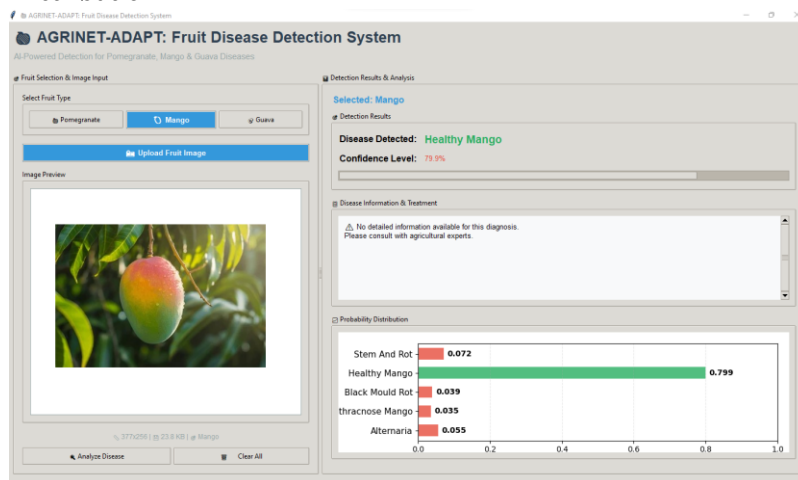 AGRINET-ADAPT: Fruit Disease Detection System
AGRINET-ADAPT: Fruit Disease Detection System
AI-Powered Detection for Pomegranate, Mango & Guava Diseases
Fruit Selection & Image Input
Select Fruit Type
Pomegranate
Mango
Guava
Upload Fruit Image
Image Preview
377x256 | 23.8 KB | Mango
Analyze Disease
Clear All
Detection Results & Analysis
Selected: Mango
Detection Results
Disease Detected: Healthy Mango
Confidence Level: 79.9%
Disease Information & Treatment
⚠ No detailed information available for this diagnosis.
Please consult with agricultural experts.
Probability Distribution
Stem And Rot 0.072
Healthy Mango 0.799
Black Mould Rot 0.039
thracnose Mango 0.035
Alternaria 0.055
0.0 0.2 0.4 0.6 0.8 1.0